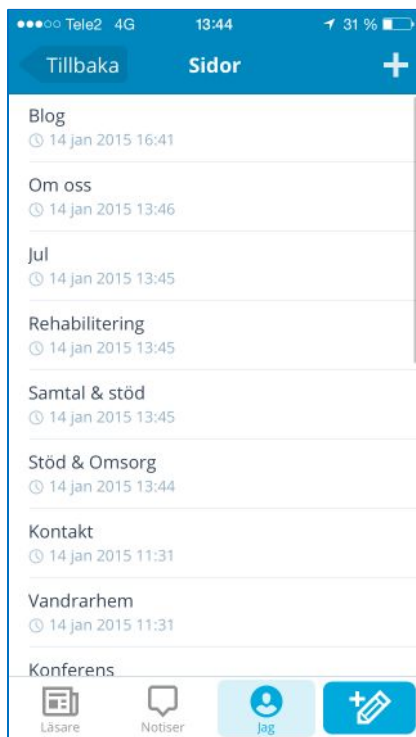 Tele2 4G 13:44 31 %
Tillbaka Sidor
Blog
14 jan 2015 16:41
Om oss
14 jan 2015 13:46
Jul
14 jan 2015 13:45
Rehabilitering
14 jan 2015 13:45
Samtal & stöd
14 jan 2015 13:45
Stöd & Omsorg
14 jan 2015 13:44
Kontakt
14 jan 2015 11:31
Vandrarhem
14 jan 2015 11:31
Konferens
Läsare Notiser Jag